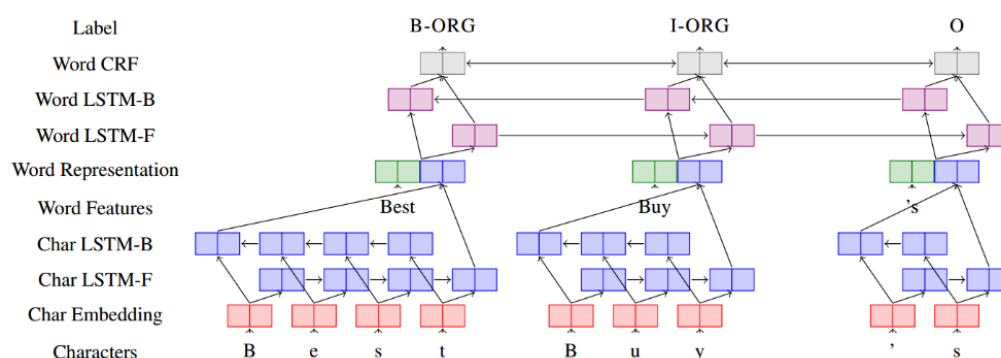 Label B-ORG I-ORG O
Word CRF
Word LSTM-B
Word LSTM-F
Word Representation
Word Features Best Buy 's
Char LSTM-B
Char LSTM-F
Char Embedding
Characters B e s t B u y ' s